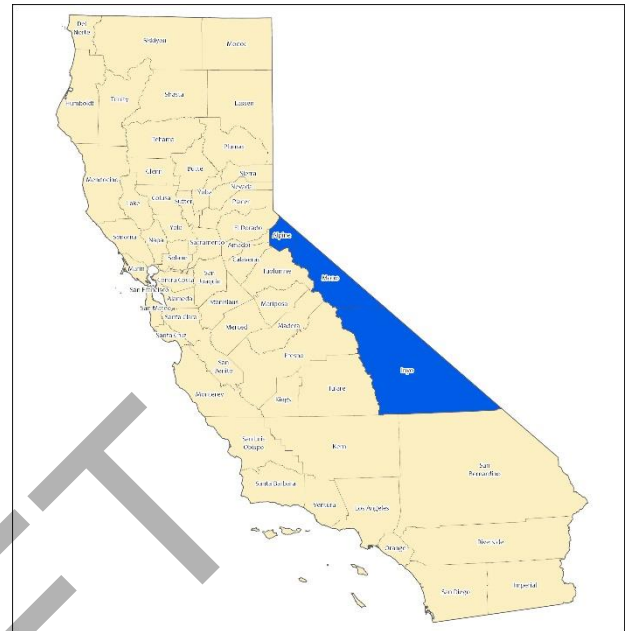 Del
Norte
Siskiyou
Modoc
Humboldt
Trinity
Shasta
Lassen
Tehama
Plumas
Mendocino
Glenn
Butte
Sierra
Nevada
Lake
Colusa
Sutter
Yuba
Placer
Sonoma
Napa
Yolo
El Dorado
Alpine
Sacramento
Amador
Solano
Calaveras
Marin
Contra Costa
San
Joaquin
Tuolumne
Mono
San Francisco
Alameda
San Mateo
Stanislaus
Mariposa
Santa Clara
Santa Cruz
Merced
Madera
San
Benito
Fresno
Inyo
Monterey
Kings
Tulare
San Luis
Obispo
Kern
San
Bernardino
Santa Barbara
Ventura
Los Angeles
Orange
Riverside
San Diego
Imperial